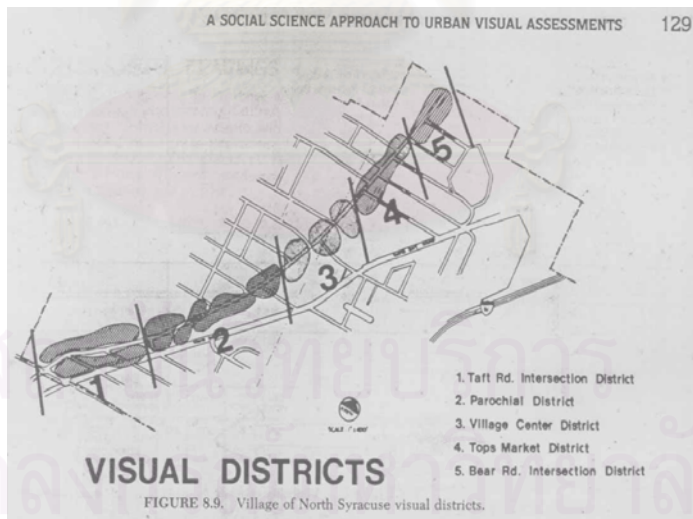 A SOCIAL SCIENCE APPROACH TO URBAN VISUAL ASSESSMENTS 129
5
4
3
2
1
1. Taft Rd. Intersection District
2. Parochial District
3. Village Center District
4. Tops Market District
5. Bear Rd. Intersection District
SCALE
VISUAL DISTRICTS
FIGURE 8.9. Village of North Syracuse visual districts.